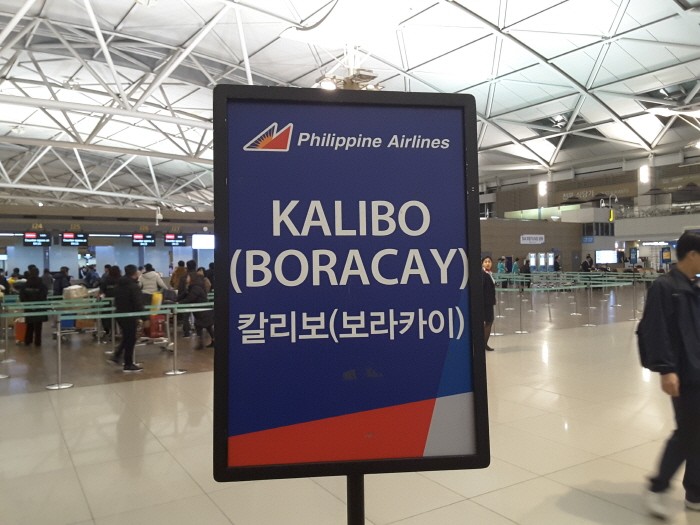 Philippine Airlines
KALIBO
(BORACAY)
칼리보(보라카이)